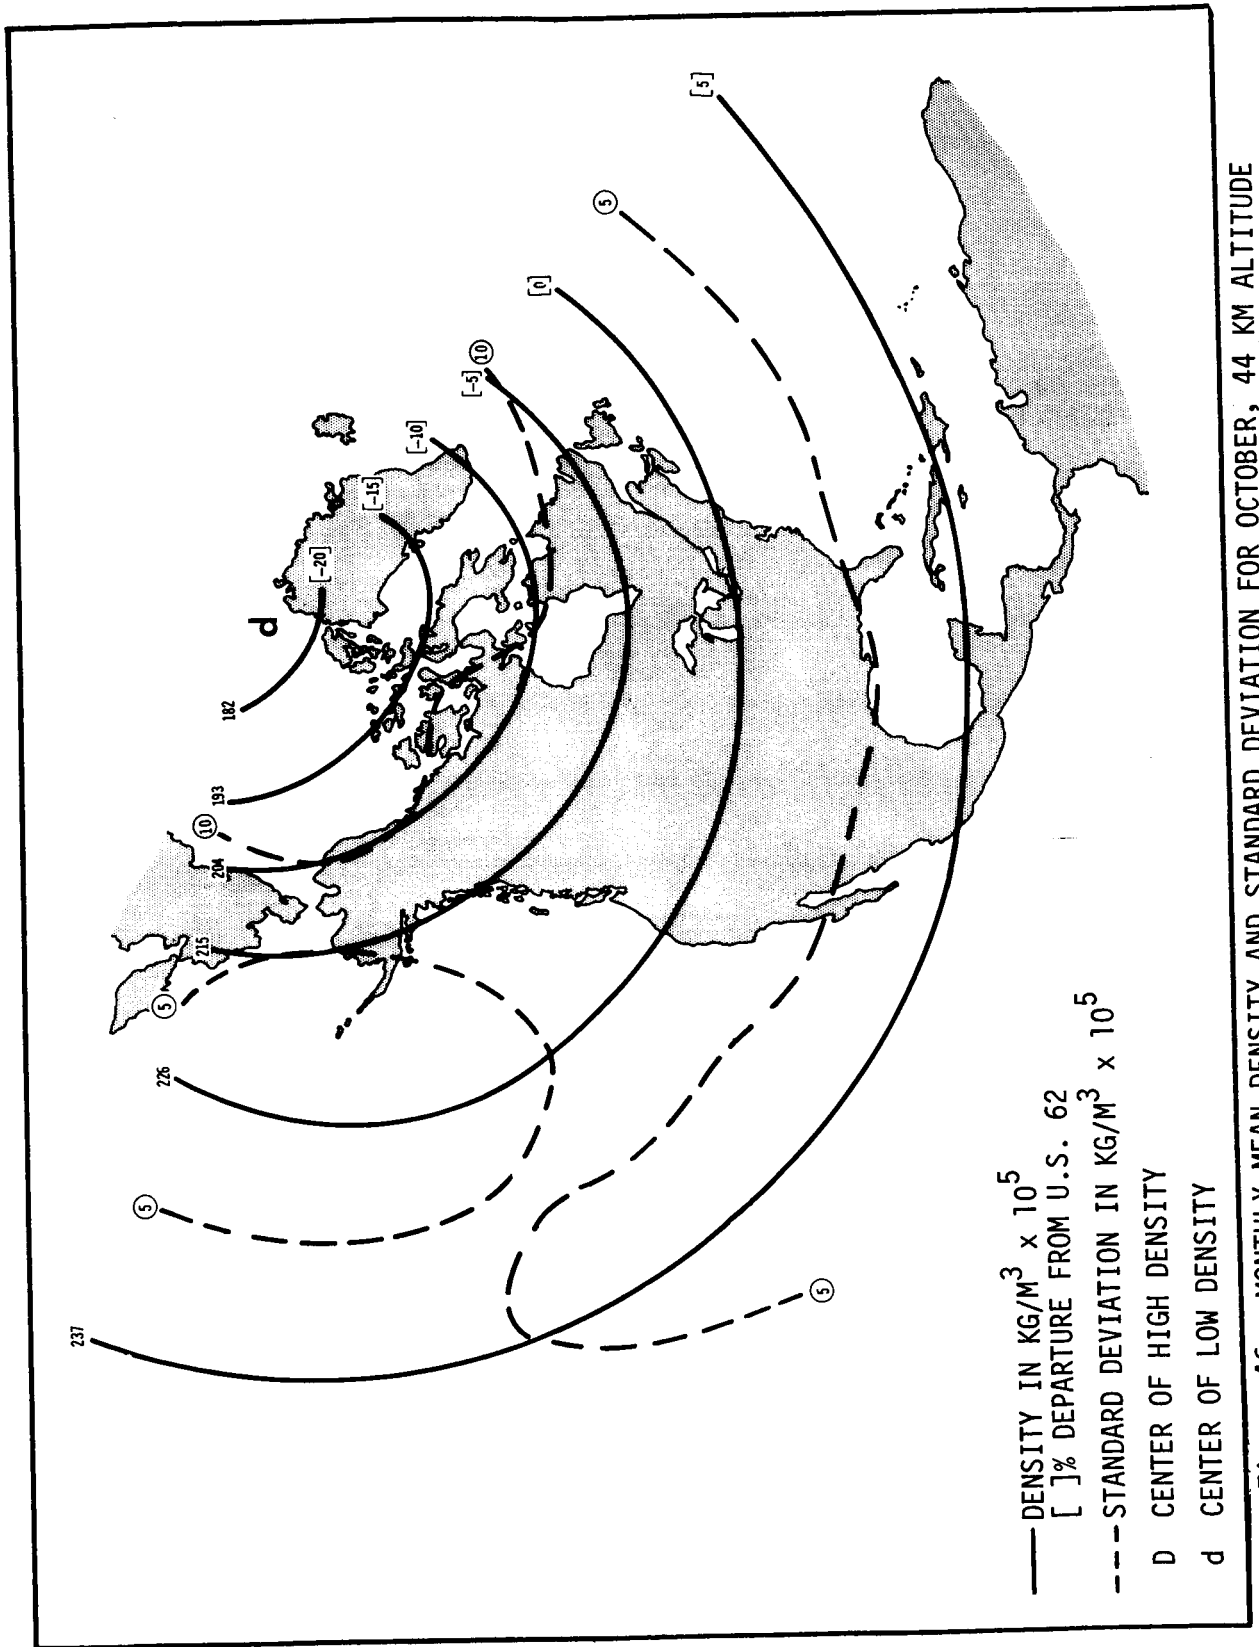 [5]
5
[0]
10
[-5]
[-10]
[-15]
[-20]
d
182
193
10
204
215
5
226
5
237
5
DENSITY IN KG/M³ x 10⁵
[ ]% DEPARTURE FROM U.S. 62
STANDARD DEVIATION IN KG/M³ x 10⁵
D CENTER OF HIGH DENSITY
d CENTER OF LOW DENSITY
MONTHLY MEAN DENSITY AND STANDARD DEVIATION FOR OCTOBER, 44 KM ALTITUDE